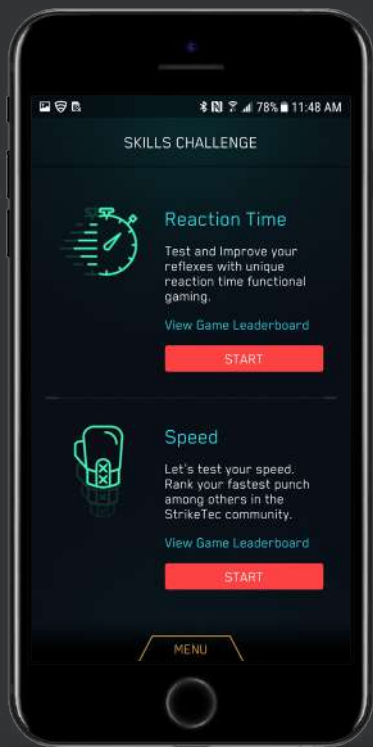 78% 11:48 AM
SKILLS CHALLENGE
Reaction Time
Test and Improve your
reflexes with unique
reaction time functional
gaming.
View Game Leaderboard
START
Speed
Let's test your speed.
Rank your fastest punch
among others in the
StrikeTec community.
View Game Leaderboard
START
MENU